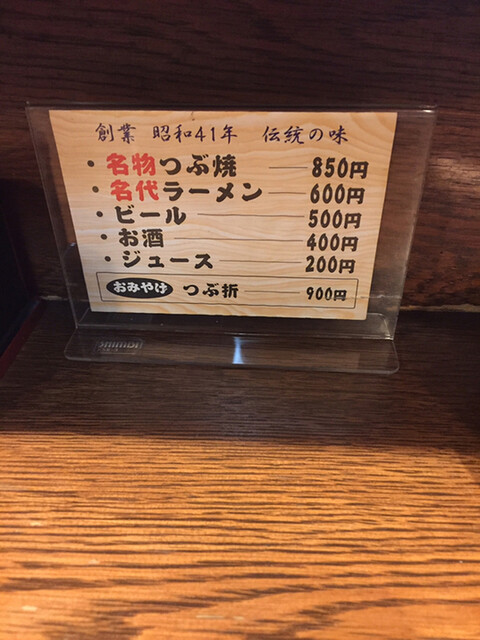 創業 昭和41年 伝統の味
・名物つぶ焼 850円
・名代ラーメン 600円
・ビール 500円
・お酒 400円
・ジュース 200円
おみやげ つぶ折 900円